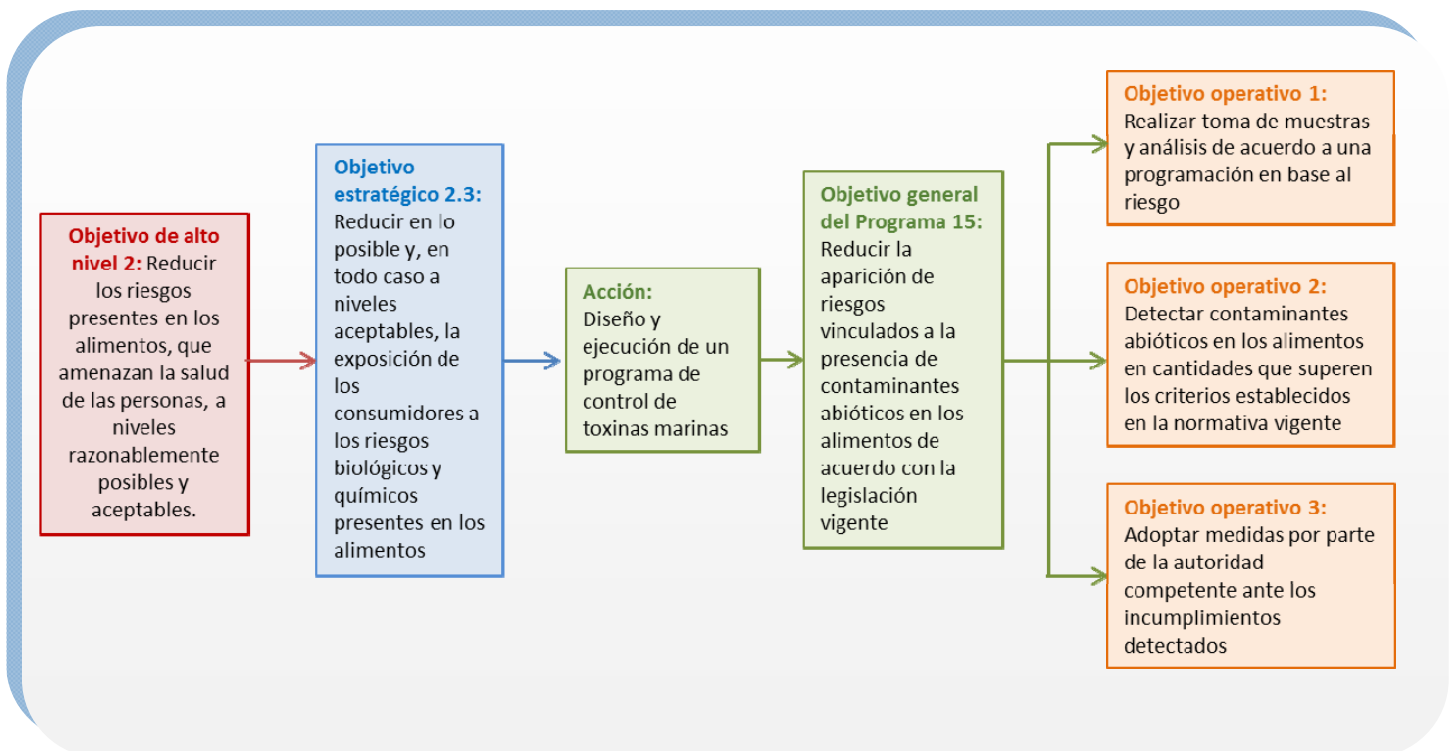 Objetivo de alto
nivel 2: Reducir
los riesgos
presentes en los
alimentos, que
amenazan la salud
de las personas, a
niveles
razonablemente
posibles y
aceptables.
Objetivo
estratégico 2.3:
Reducir en lo
posible y, en
todo caso a
niveles
aceptables, la
exposición de
los
consumidores a
los riesgos
biológicos y
químicos
presentes en los
alimentos
Acción:
Diseño y
ejecución de un
programa de
control de
toxinas marinas
Objetivo general
del Programa 15:
Reducir la
aparición de
riesgos
vinculados a la
presencia de
contaminantes
abióticos en los
alimentos de
acuerdo con la
legislación
vigente
Objetivo operativo 1:
Realizar toma de muestras
y análisis de acuerdo a una
programación en base al
riesgo
Objetivo operativo 2:
Detectar contaminantes
abióticos en los alimentos
en cantidades que superen
los criterios establecidos
en la normativa vigente
Objetivo operativo 3:
Adoptar medidas por parte
de la autoridad
competente ante los
incumplimientos
detectados